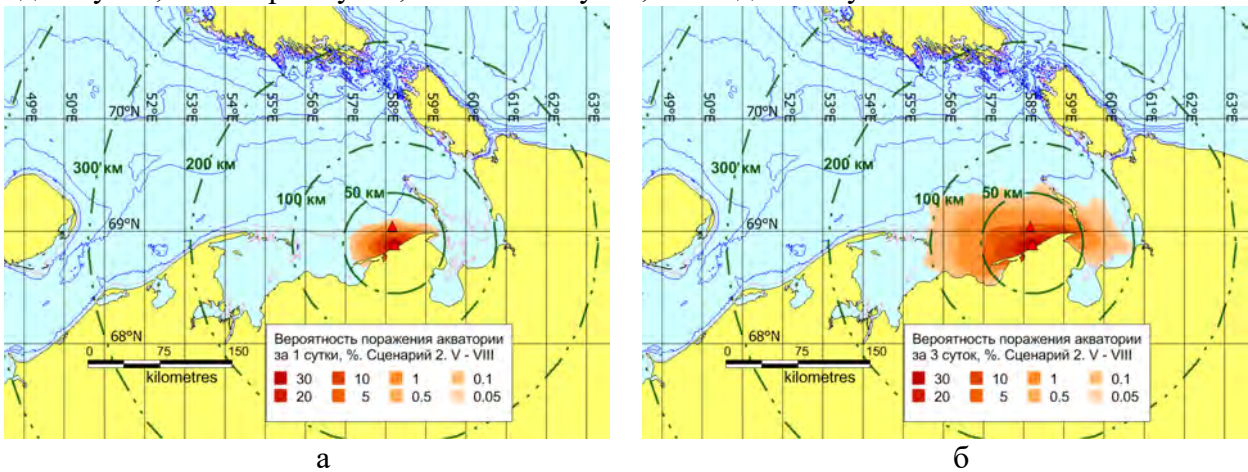 49°E 50°E 52°E 53°E 54°E 55°E 56°E 57°E 58°E 59°E 61°E 62°E 63°E
70°N
300 км
200 км
100 км
50 км
69°N
68°N
0 75 150
kilometres
Вероятность поражения акватории
за 1 сутки, %. Сценарий 2. V - VIII
30 10 1 0.1
20 5 0.5 0.05
а
49°E 50°E 52°E 53°E 54°E 55°E 56°E 57°E 58°E 59°E 61°E 62°E 63°E
70°N
300 км
200 км
100 км
50 км
69°N
68°N
0 75 150
kilometres
Вероятность поражения акватории
за 3 суток, %. Сценарий 2. V - VIII
30 10 1 0.1
20 5 0.5 0.05
б